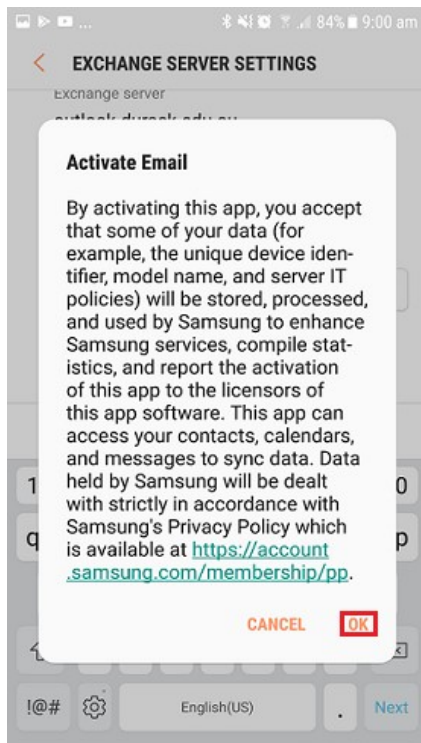 84% 9:00 am
EXCHANGE SERVER SETTINGS
Exchange server
Activate Email
By activating this app, you accept
that some of your data (for
example, the unique device iden-
tifier, model name, and server IT
policies) will be stored, processed,
and used by Samsung to enhance
Samsung services, compile stat-
istics, and report the activation
of this app to the licensors of
this app software. This app can
access your contacts, calendars,
and messages to sync data. Data
held by Samsung will be dealt
with strictly in accordance with
Samsung's Privacy Policy which
is available at https://account
.samsung.com/membership/pp.
CANCEL OK
1 0
q p
!@# English(US) . Next